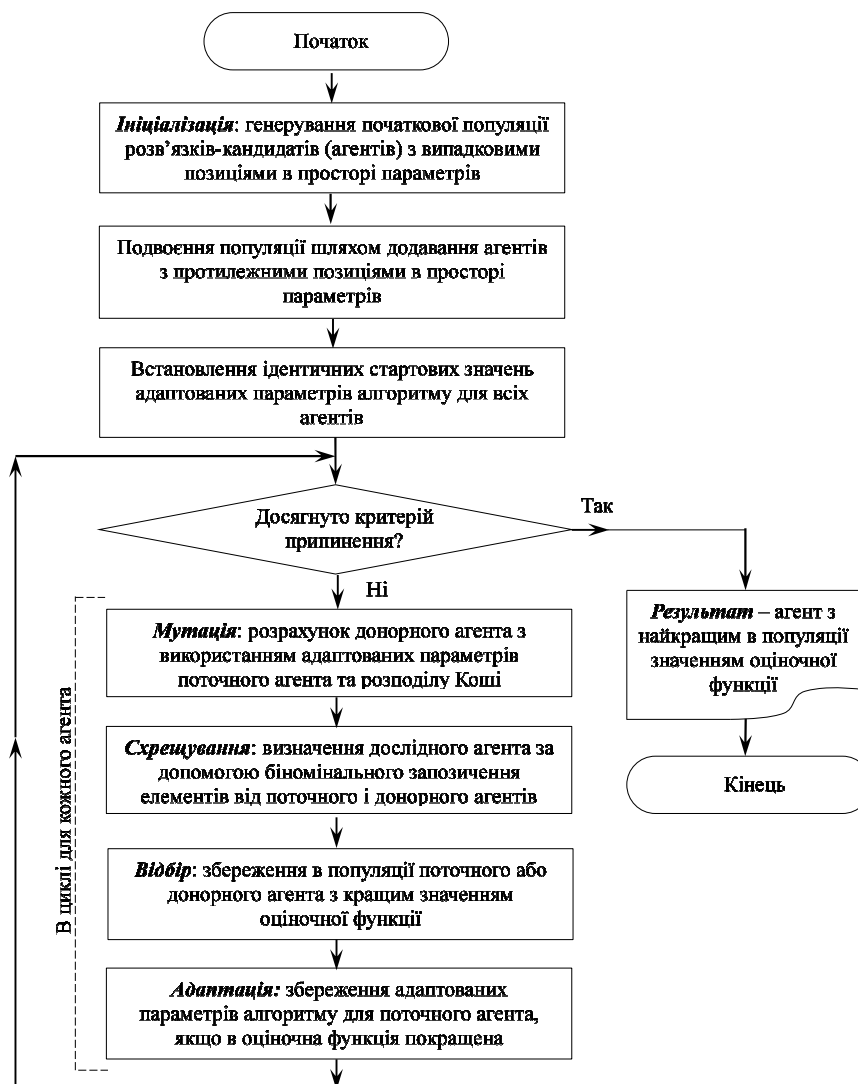 Початок
Ініціалізація: генерування початкової популяції
розв’язків-кандидатів (агентів) з випадковими
позиціями в просторі параметрів
Подвоєння популяції шляхом додавання агентів
з протилежними позиціями в просторі
параметрів
Встановлення ідентичних стартових значень
адаптованих параметрів алгоритму для всіх
агентів
Досягнуто критерій
припинення?
Так
Ні
Результат – агент з
найкращим в популяції
значенням оціночної
функції
Кінець
В циклі для кожного агента
Мутація: розрахунок донорного агента з
використанням адаптованих параметрів
поточного агента та розподілу Коші
Схрещування: визначення дослідного агента за
допомогою біномінального запозичення
елементів від поточного і донорного агентів
Відбір: збереження в популяції поточного або
донорного агента з кращим значенням
оціночної функції
Адаптація: збереження адаптованих
параметрів алгоритму для поточного агента,
якщо в оціночна функція покращена